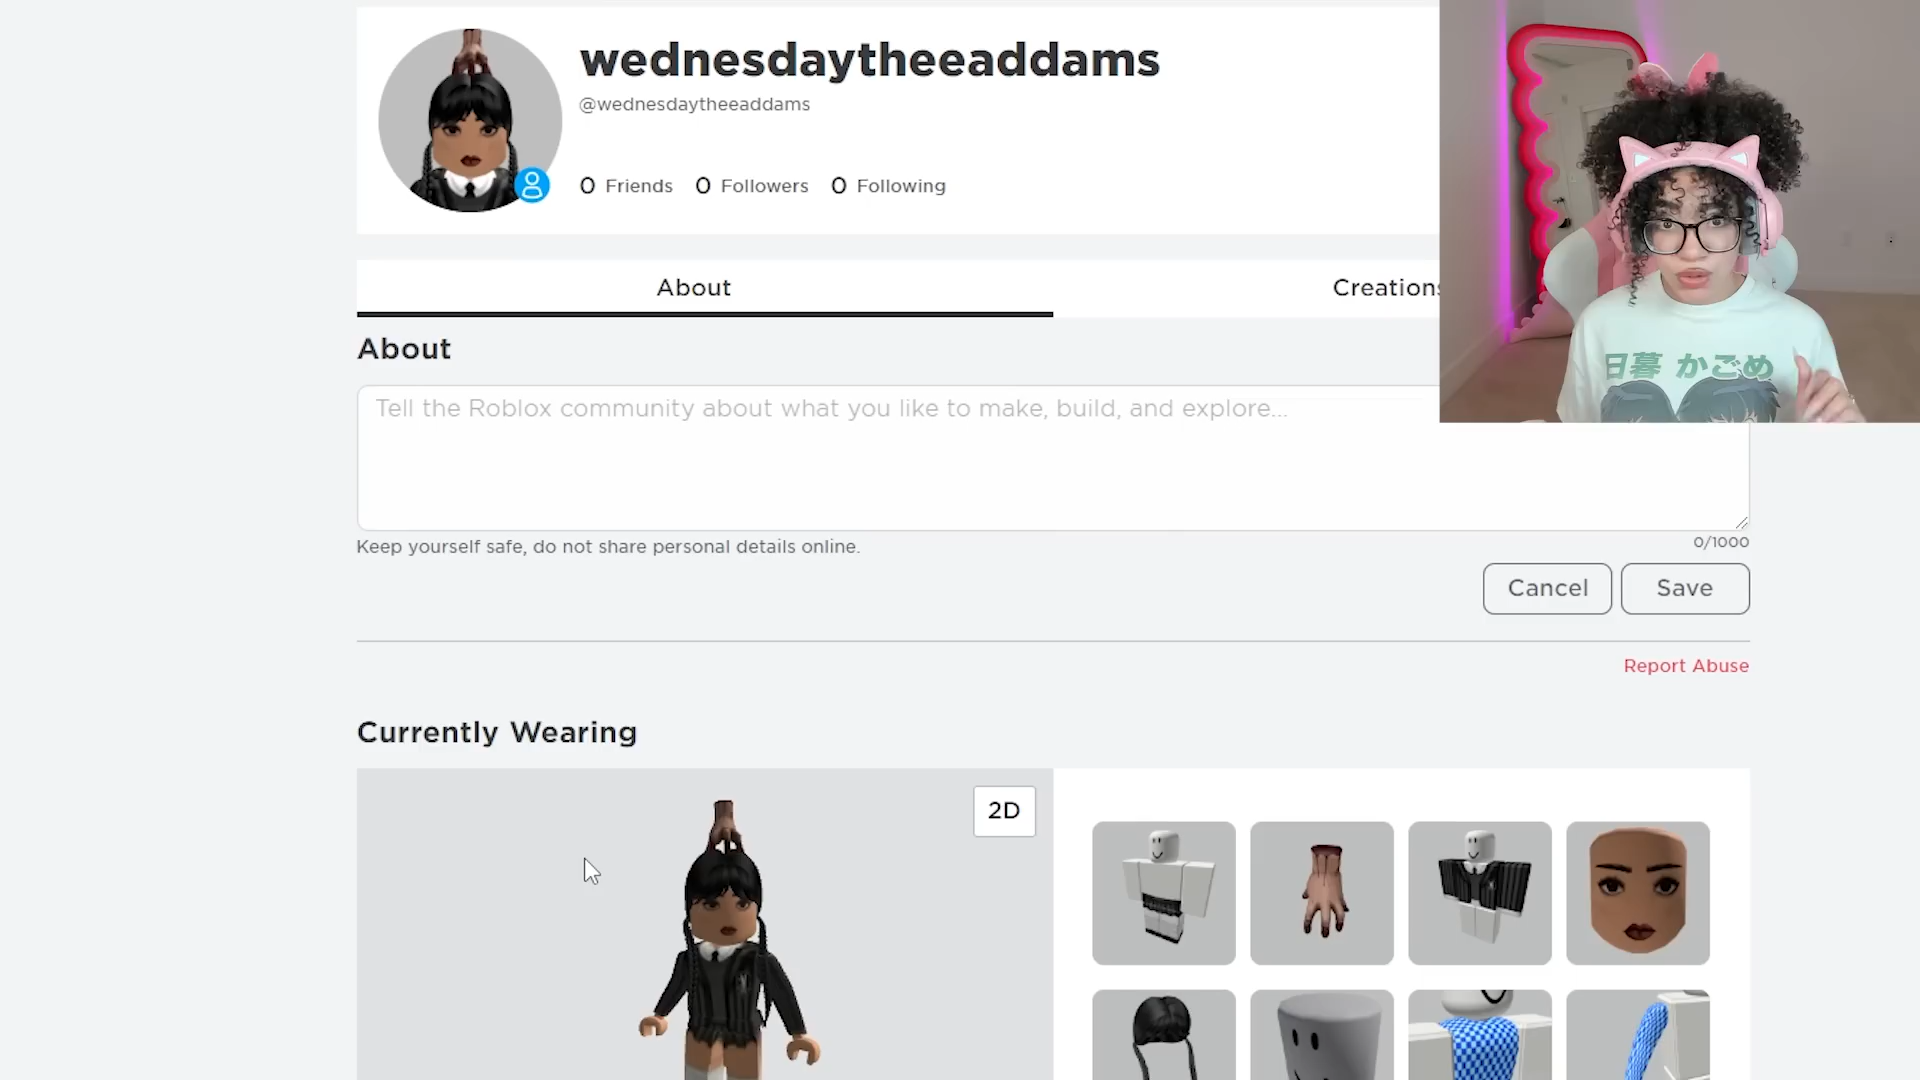 wednesdaytheeaddams
@wednesdaytheeaddams
0 Friends 0 Followers 0 Following
About
Creations
About
Tell the Roblox community about what you like to make, build, and explore...
Keep yourself safe, do not share personal details online.
0/1000
Cancel
Save
Report Abuse
Currently Wearing
2D
日暮 かごめ